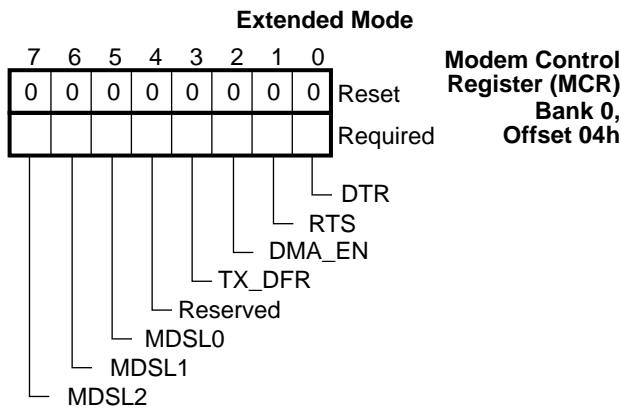 Extended Mode
7 6 5 4 3 2 1 0
Modem Control
Register (MCR)
Bank 0,
Offset 04h
0 0 0 0 0 0 0 0 Reset
Required
DTR
RTS
DMA_EN
TX_DFR
Reserved
MDSL0
MDSL1
MDSL2